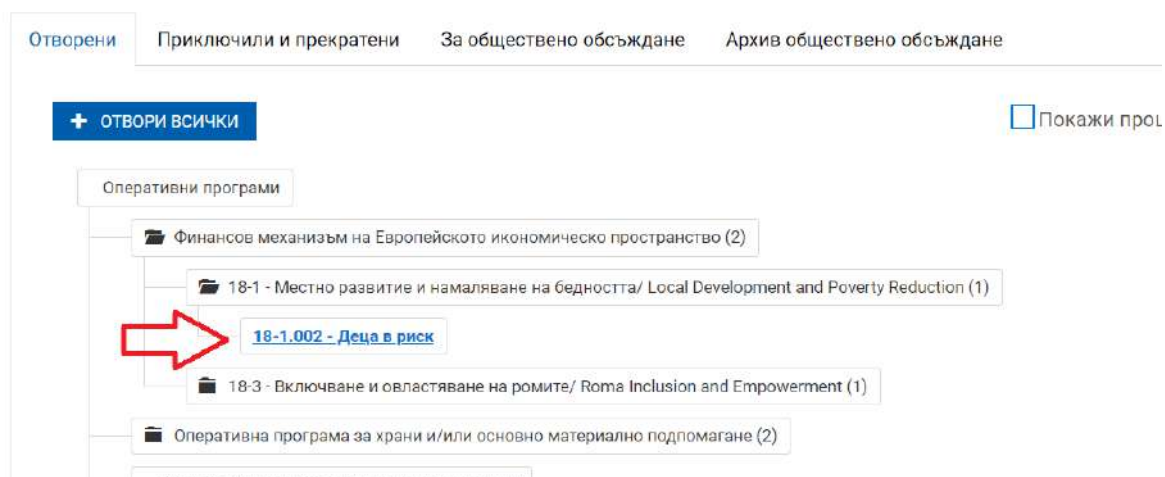 Отворени Приключили и прекратени За обществено обсъждане Архив обществено обсъждане
+ ОТВОРИ ВСИЧКИ Покажи
Оперативни програми
Финансов механизъм на Европейското икономическо пространство (2)
18-1 - Местно развитие и намаляване на бедността/ Local Development and Poverty Reduction (1)
18-1.002 - Деца в риск
18-3 - Включване и овластяване на ромите/ Roma Inclusion and Empowerment (1)
Оперативна програма за храни и/или основно материално подпомагане (2)